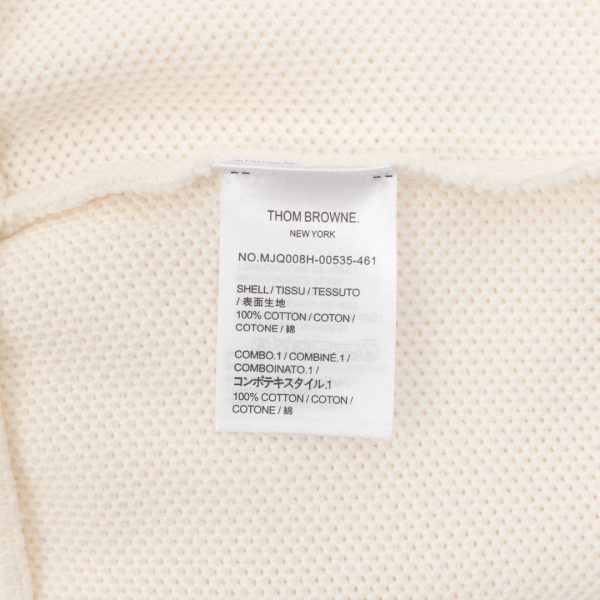 THOM BROWNE.
NEW YORK
NO.MJQ008H-00535-461
SHELL / TISSU / TESSUTO
/ 表面生地
100% COTTON / COTON /
COTONE / 綿
COMBO.1 / COMBINÉ.1 /
COMBOINATO.1 /
コンポテキスタイル.1
100% COTTON / COTON /
COTONE / 綿